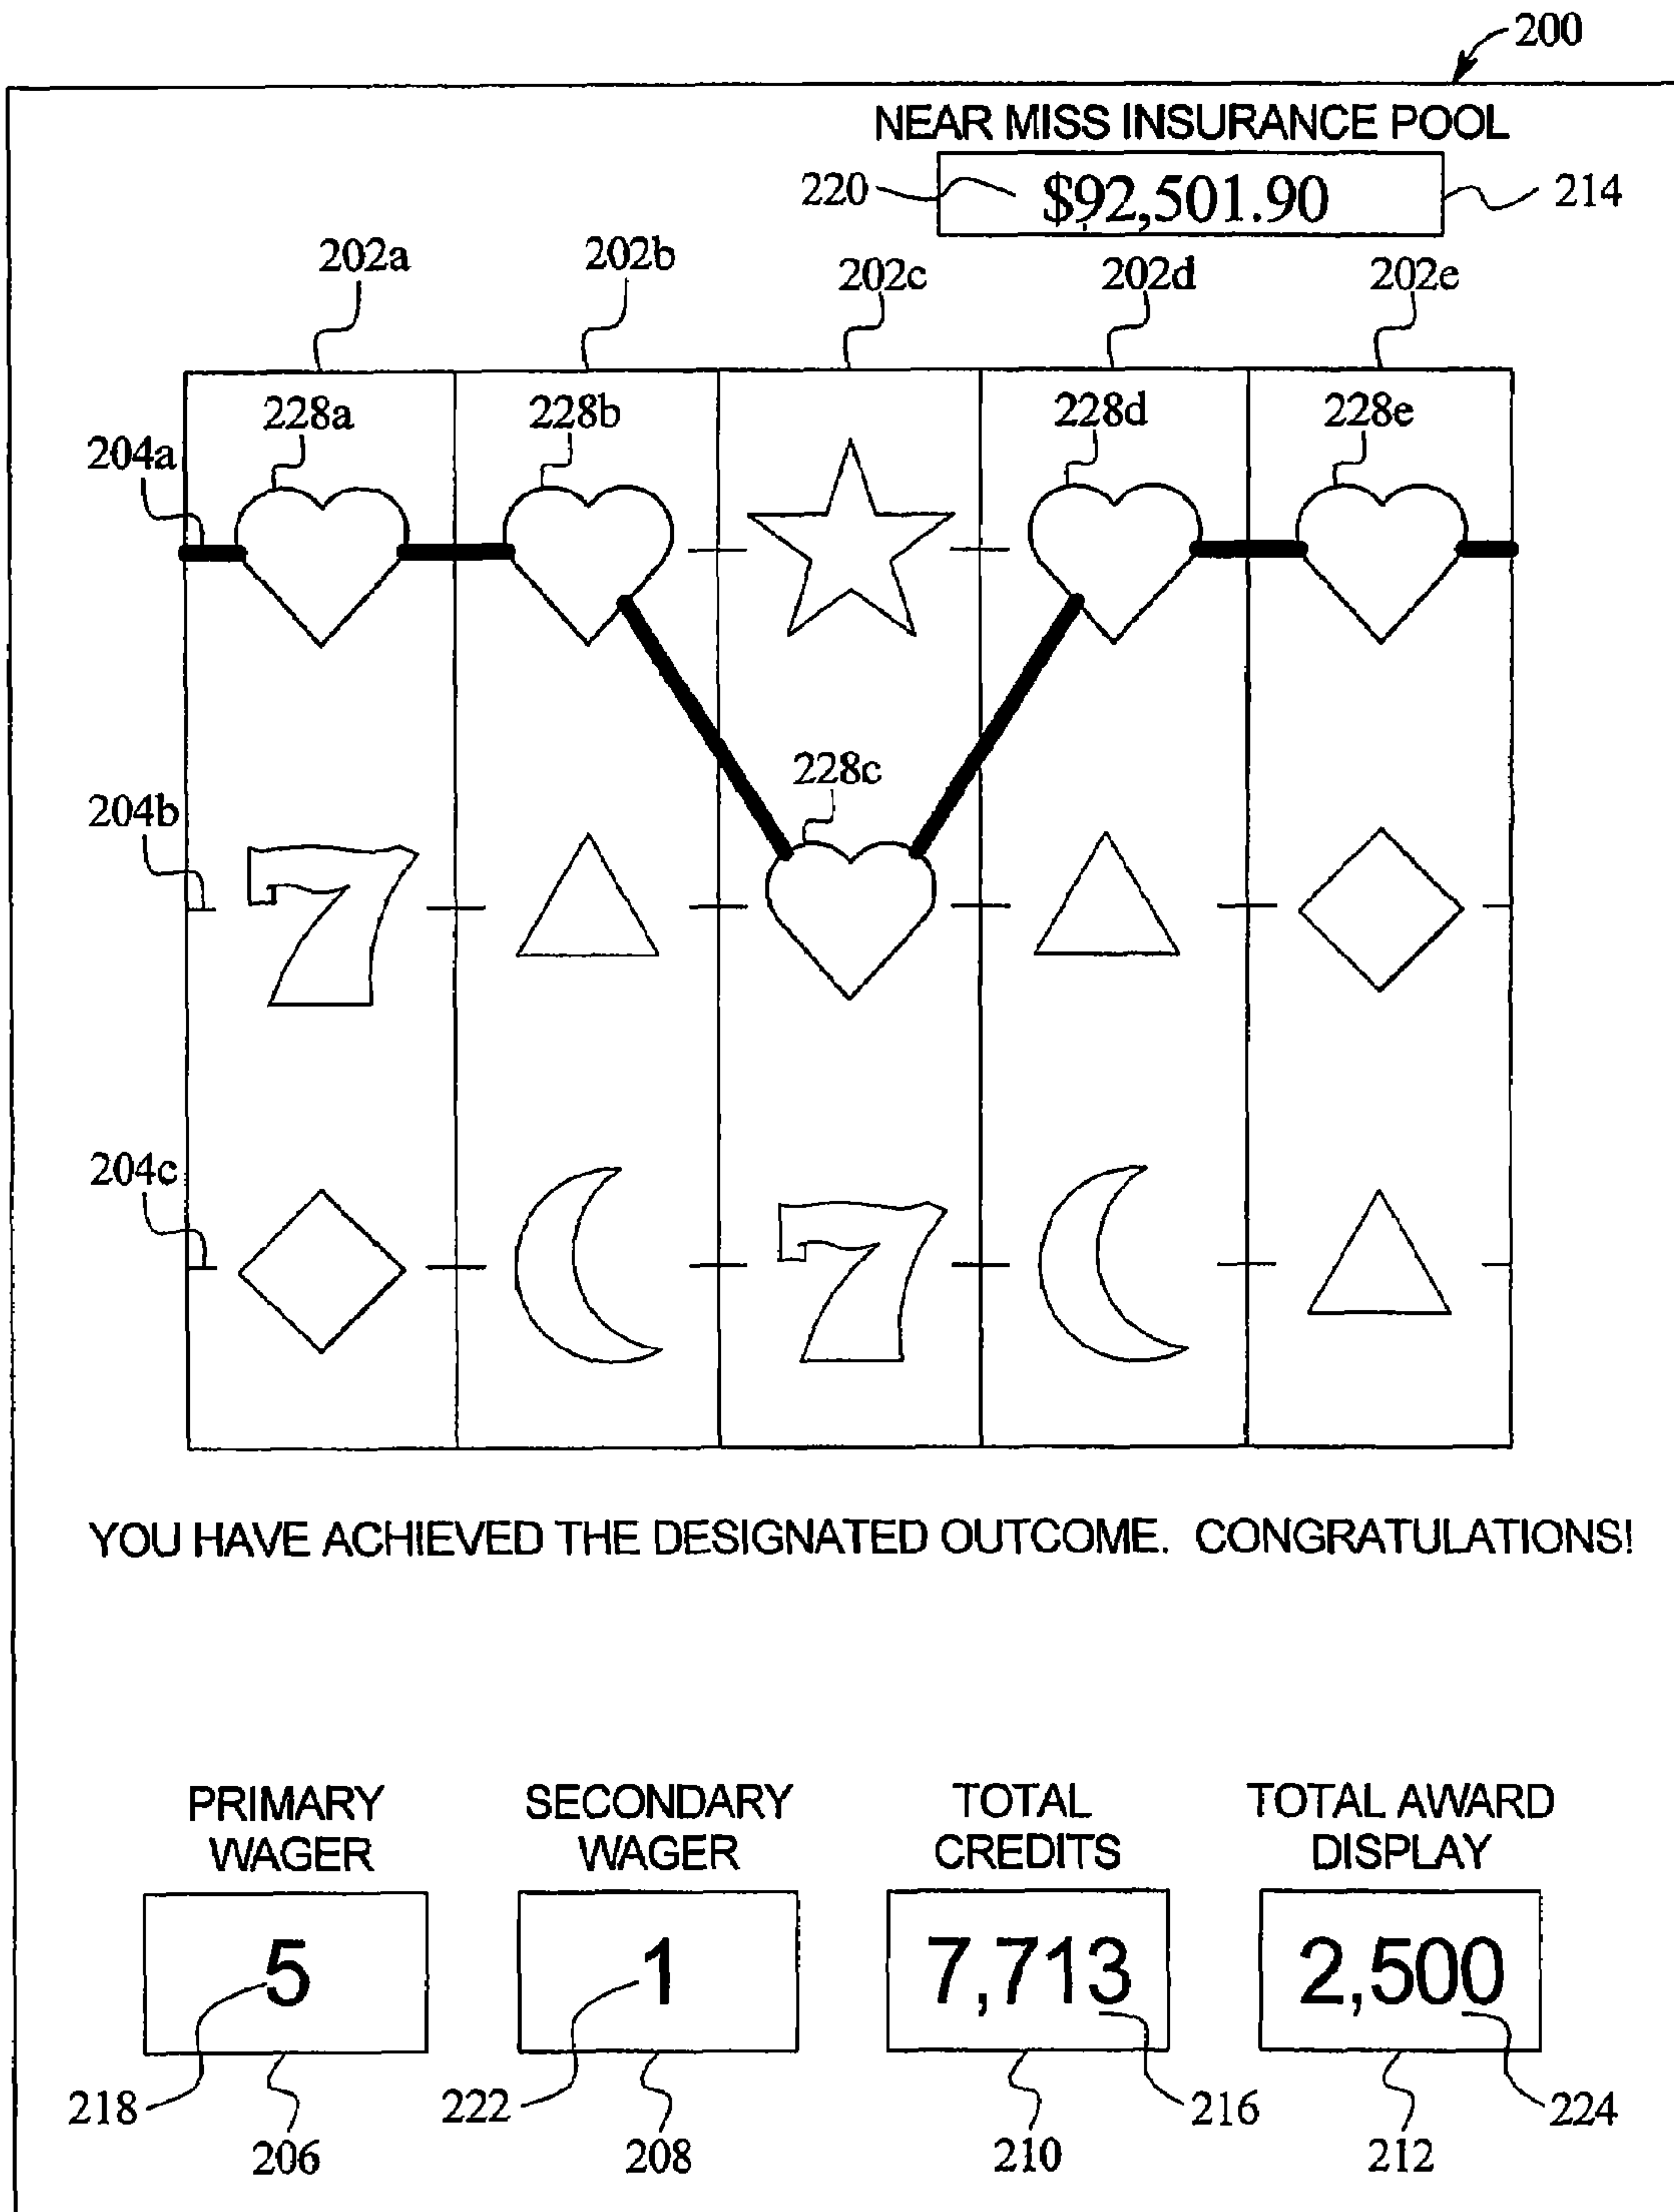 200
NEAR MISS INSURANCE POOL
220 $92,501.90 214
202a 202b 202c 202d 202e
228a 228b 228d 228e
204a
228c
204b
7
204c
7
YOU HAVE ACHIEVED THE DESIGNATED OUTCOME. CONGRATULATIONS!
PRIMARY WAGER
SECONDARY WAGER
TOTAL CREDITS
TOTAL AWARD DISPLAY
5 1 7,713 2,500
218 222 216 224
206 208 210 212